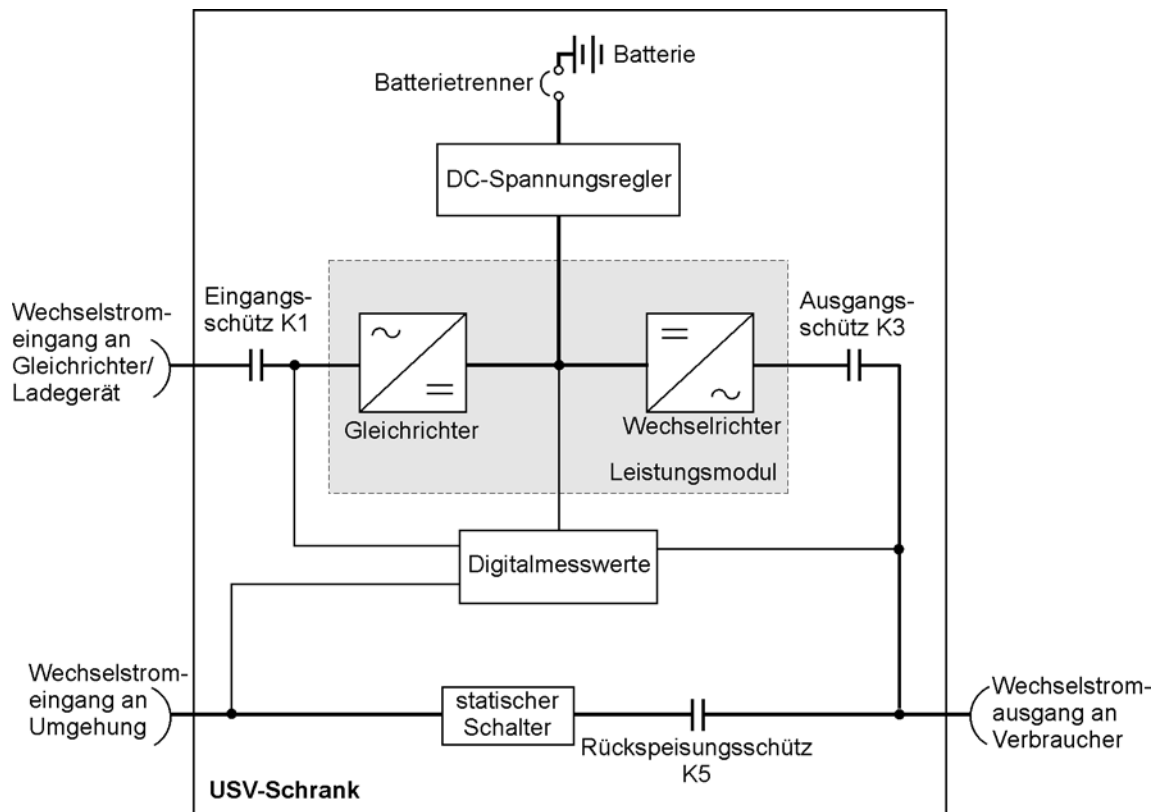 Batterie
Batterietrenner
DC-Spannungsregler
Wechselstrom-
eingang an
Gleichrichter/
Ladegerät
Eingangs-
schütz K1
Ausgangs-
schütz K3
Gleichrichter
Wechselrichter
Leistungsmodul
Digitalmesswerte
Wechselstrom-
eingang an
Umgehung
statischer
Schalter
Rückspeisungsschütz
K5
Wechselstrom-
ausgang an
Verbraucher
USV-Schrank